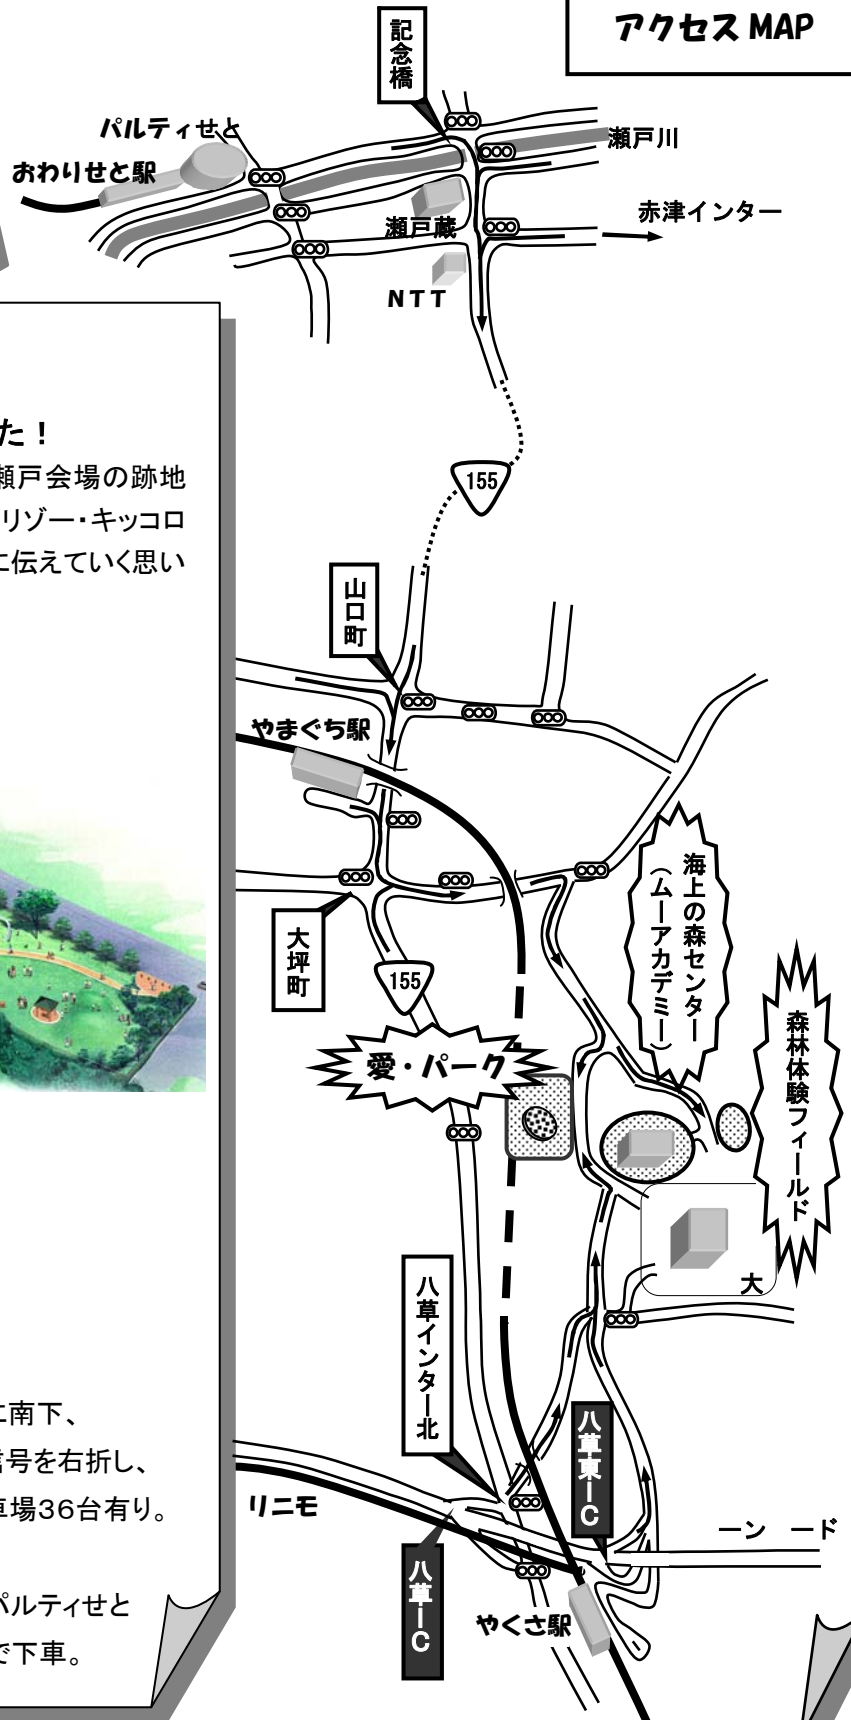 アクセス MAP
記念橋
パルティせと
おわりせと駅
瀬戸川
赤津インター
瀬戸蔵
NTT
155
た！
瀬戸会場の跡地
リゾー・キッコロ
に伝えていく思い
山口町
やまぐち駅
大坪町
155
海上の森センター
（ムーアカデミー）
森林体験フィールド
愛・パーク
大
八草インター北
八草東IC
に南下、
信号を右折し、
車場36台有り。
リニモ
ーン ード
八草IC
やくさ駅
パルティせと
で下車。